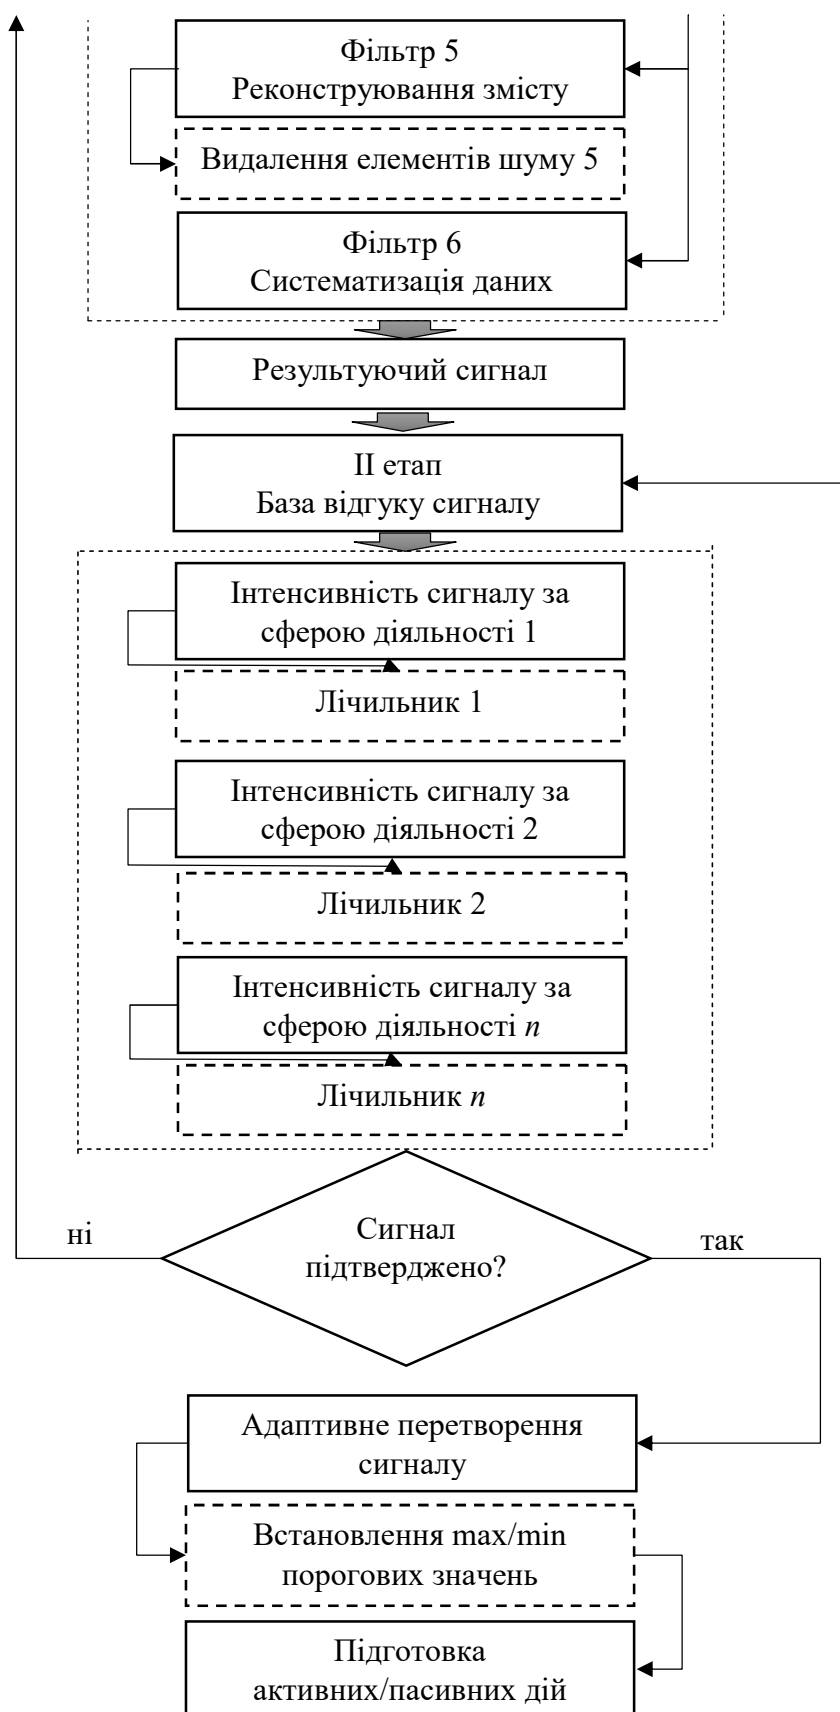 Фільтр 5
Реконструювання змісту
Видалення елементів шуму 5
Фільтр 6
Систематизація даних
Результуючий сигнал
ІІ етап
База відгуку сигналу
Інтенсивність сигналу за
сферою діяльності 1
Лічильник 1
Інтенсивність сигналу за
сферою діяльності 2
Лічильник 2
Інтенсивність сигналу за
сферою діяльності n
Лічильник n
ні
Сигнал
підтверджено?
так
Адаптивне перетворення
сигналу
Встановлення max/min
порогових значень
Підготовка
активних/пасивних дій